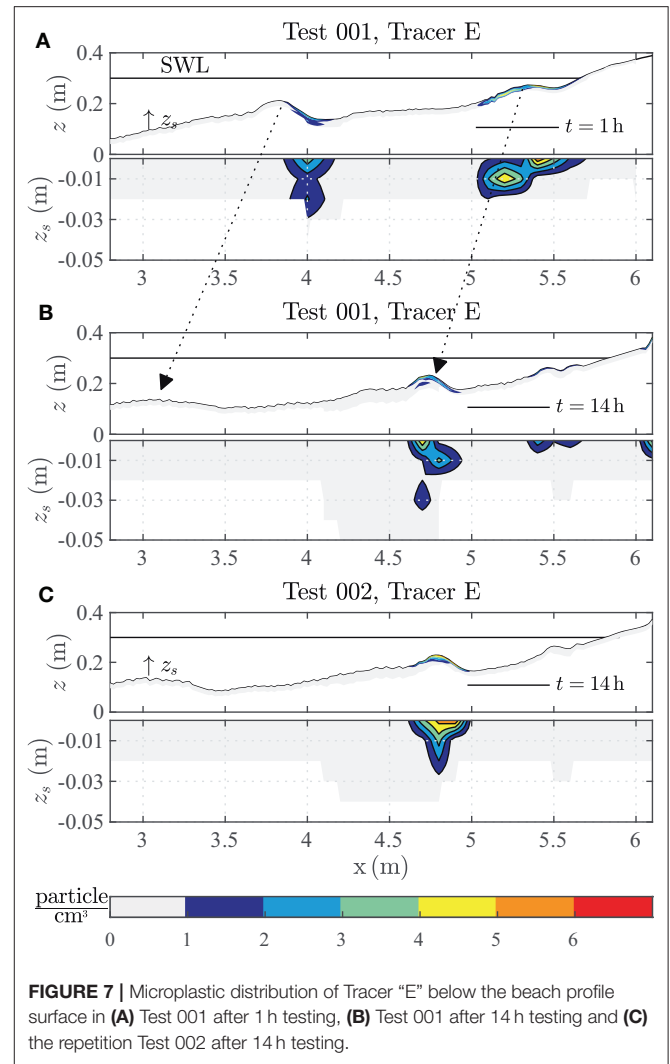 A
Test 001, Tracer E
0.4
SWL
z (m)
0.2
↑ zₛ
t = 1 h
0
zₛ (m)
-0.01
-0.03
-0.05
3 3.5 4 4.5 5 5.5 6
B
Test 001, Tracer E
0.4
z (m)
0.2
t = 14 h
0
zₛ (m)
-0.01
-0.03
-0.05
3 3.5 4 4.5 5 5.5 6
C
Test 002, Tracer E
0.4
z (m)
0.2
↑ zₛ
t = 14 h
0
zₛ (m)
-0.01
-0.03
-0.05
3 3.5 4 4.5 5 5.5 6
x (m)
particle
cm³
0 1 2 3 4 5 6
FIGURE 7 | Microplastic distribution of Tracer “E” below the beach profile
surface in (A) Test 001 after 1 h testing, (B) Test 001 after 14 h testing and (C)
the repetition Test 002 after 14 h testing.